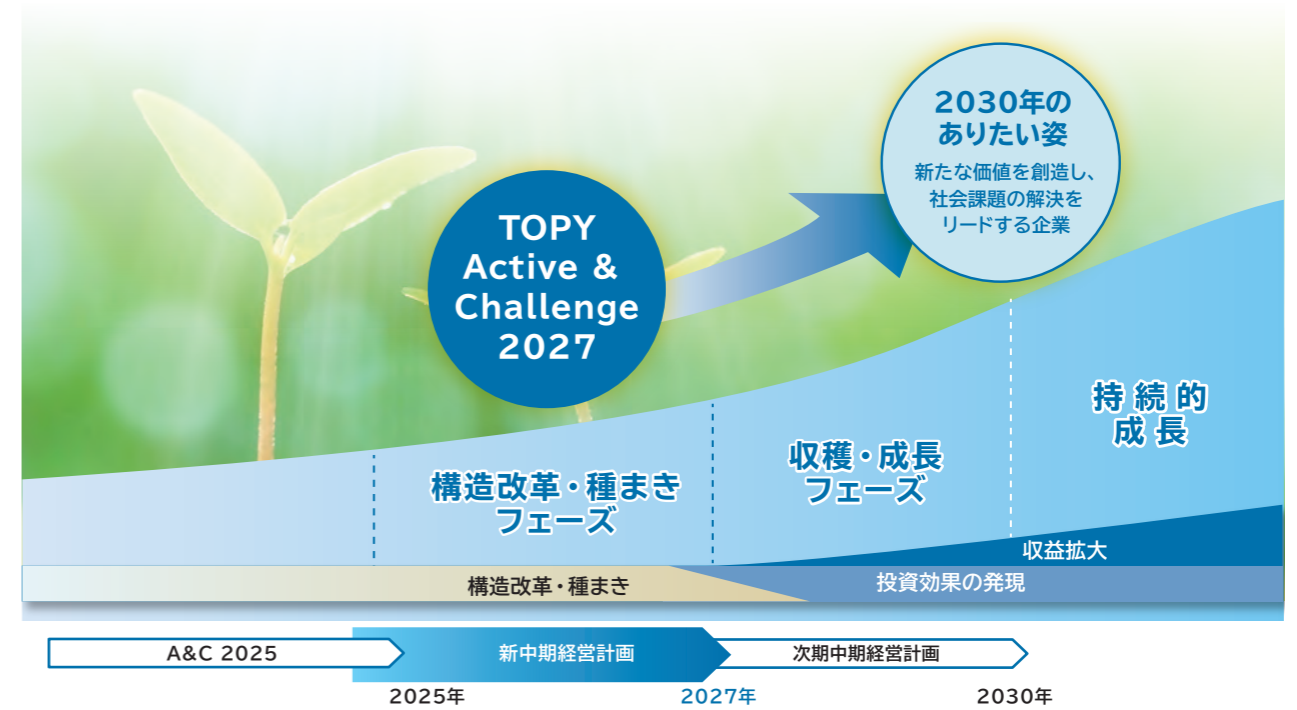 2030年の
ありたい姿
新たな価値を創造し、
社会課題の解決を
リードする企業
TOPY
Active &
Challenge
2027
持続的
成長
収穫・成長
フェーズ
構造改革・種まき
フェーズ
収益拡大
構造改革・種まき
投資効果の発現
A&C 2025
新中期経営計画
次期中期経営計画
2025年
2027年
2030年